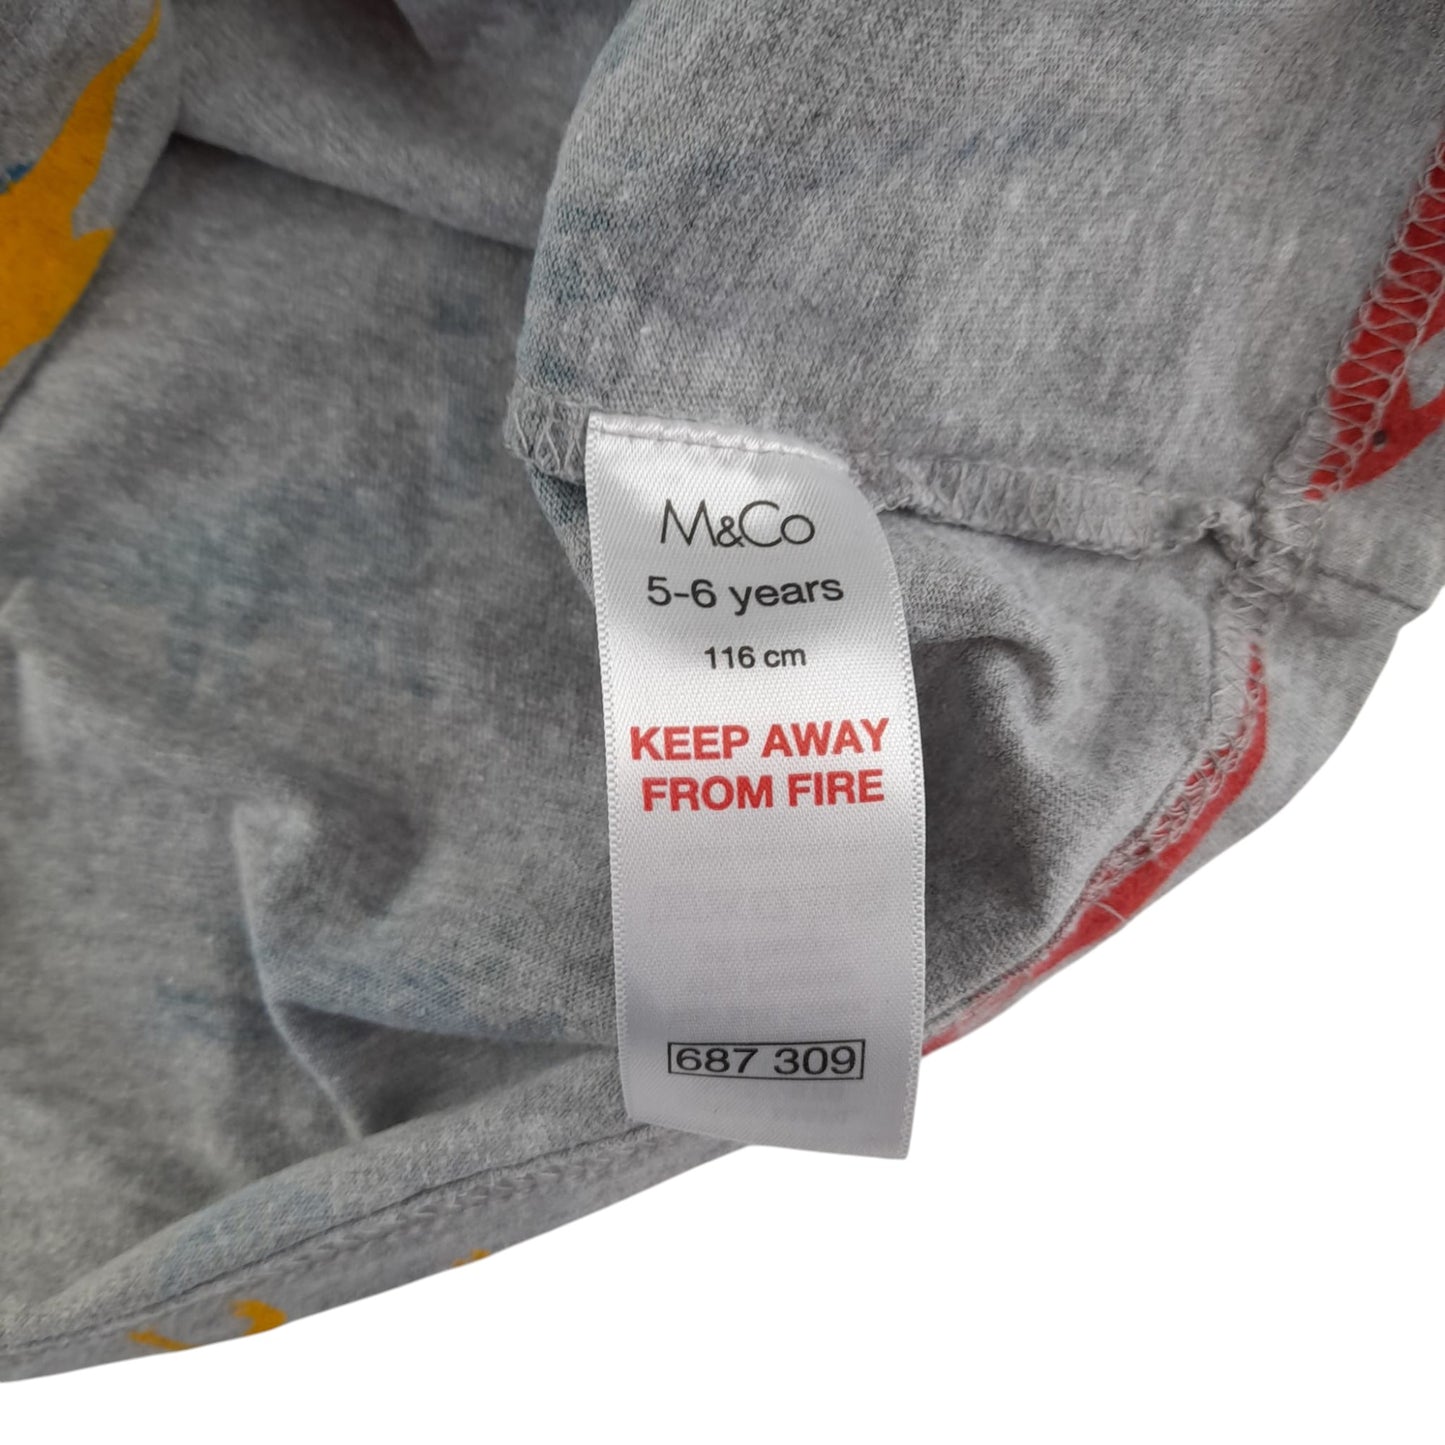 M&Co
5-6 years
116 cm
KEEP AWAY
FROM FIRE
687 309